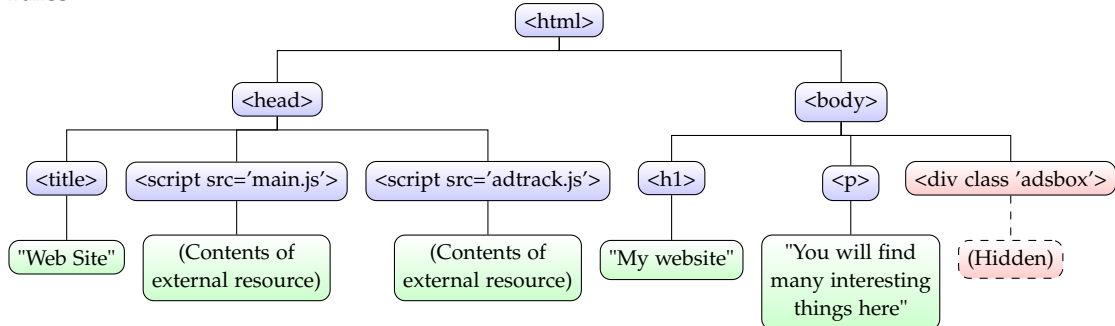 <html>
<head>
<body>
<title>
<script src='main.js'>
<script src='adtrack.js'>
<h1>
<p>
<div class 'adsbox'>
"Web Site"
(Contents of
external resource)
(Contents of
external resource)
"My website"
"You will find
many interesting
things here"
(Hidden)